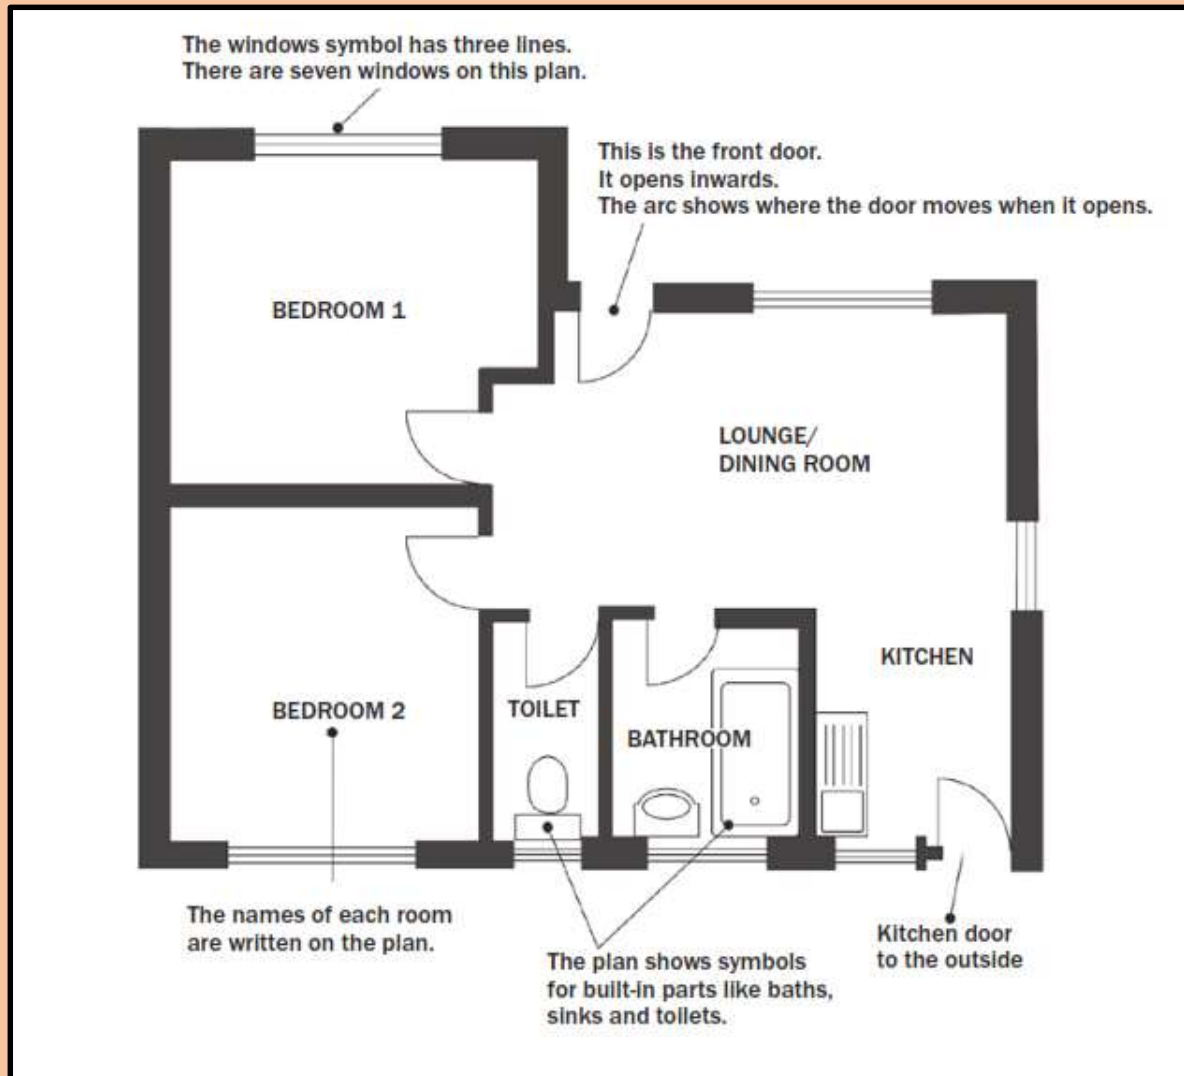 The windows symbol has three lines.
There are seven windows on this plan.
This is the front door.
It opens inwards.
The arc shows where the door moves when it opens.
BEDROOM 1
LOUNGE/
DINING ROOM
KITCHEN
BEDROOM 2
TOILET
BATHROOM
The names of each room
are written on the plan.
The plan shows symbols
for built-in parts like baths,
sinks and toilets.
Kitchen door
to the outside